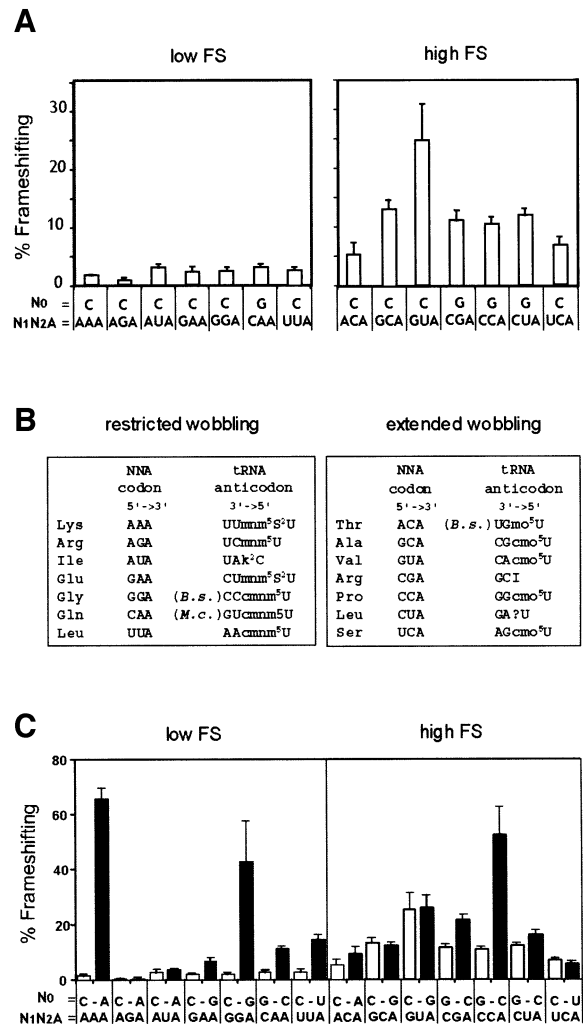 A
low FS
high FS
% Frameshifting
30
20
10
0
N0 = C C C C C G C C C C G G G C
N1N2A = AAA AGA AUA GAA GGA CAA UUA ACA GCA GUA CGA CCA CUA UCA
B
restricted wobbling
extended wobbling
NNA tRNA NNA tRNA
codon anticodon codon anticodon
5'->3' 3'->5' 5'->3' 3'->5'
Lys AAA UUmnm⁵S²U Thr ACA (B.s.)UGmo⁵U
Arg AGA UCmnm⁵U Ala GCA CGcmo⁵U
Ile AUA UAk²C Val GUA CAcmo⁵U
Glu GAA CUmnm⁵S²U Arg CGA GCI
Gly GGA (B.s.)CCcmnm⁵U Pro CCA GGcmo⁵U
Gln CAA (M.c.)GUcmnm5U Leu CUA GA?U
Leu UUA AAcmnm⁵U Ser UCA AGcmo⁵U
C
low FS
high FS
% Frameshifting
80
60
40
20
0
N0 = C - A C - A C - A C - G C - G G - C C - U C - A C - G C - G G - C G - C G - C C - U
N1N2A = AAA AGA AUA GAA GGA CAA UUA ACA GCA GUA CGA CCA CUA UCA